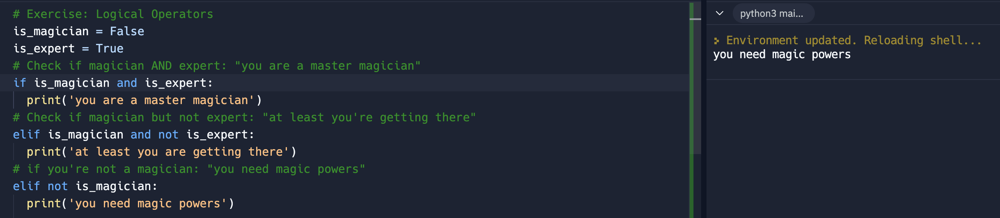 # Exercise: Logical Operators
is_magician = False
is_expert = True
# Check if magician AND expert: "you are a master magician"
if is_magician and is_expert:
  print('you are a master magician')
# Check if magician but not expert: "at least you're getting there"
elif is_magician and not is_expert:
  print('at least you are getting there')
# if you're not a magician: "you need magic powers"
elif not is_magician:
  print('you need magic powers')
python3 mai...
Environment updated. Reloading shell...
you need magic powers